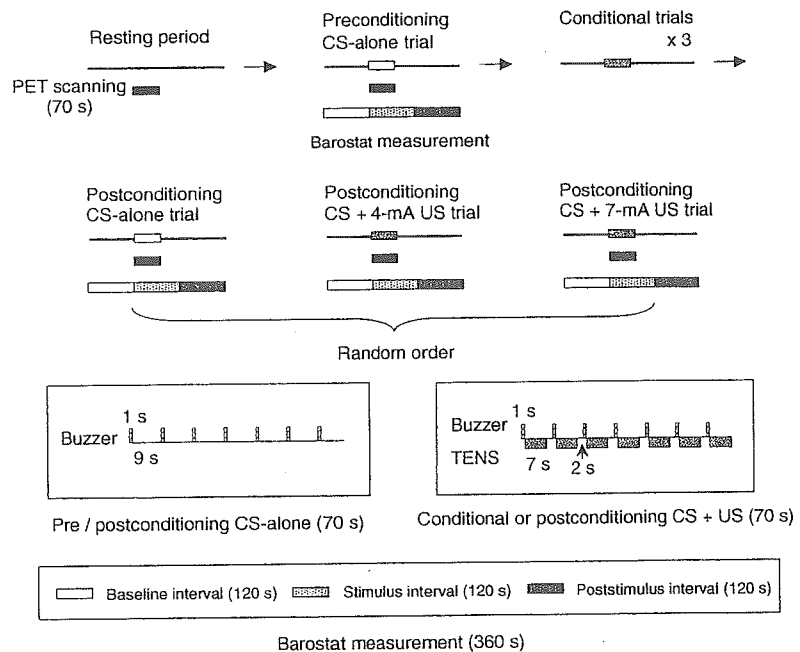 Resting period
Preconditioning
CS-alone trial
Conditional trials
x 3
PET scanning
(70 s)
Barostat measurement
Postconditioning
CS-alone trial
Postconditioning
CS + 4-mA US trial
Postconditioning
CS + 7-mA US trial
Random order
1 s
Buzzer
9 s
Pre / postconditioning CS-alone (70 s)
1 s
Buzzer
TENS
7 s
2 s
Conditional or postconditioning CS + US (70 s)
Baseline interval (120 s)
Stimulus interval (120 s)
Poststimulus interval (120 s)
Barostat measurement (360 s)